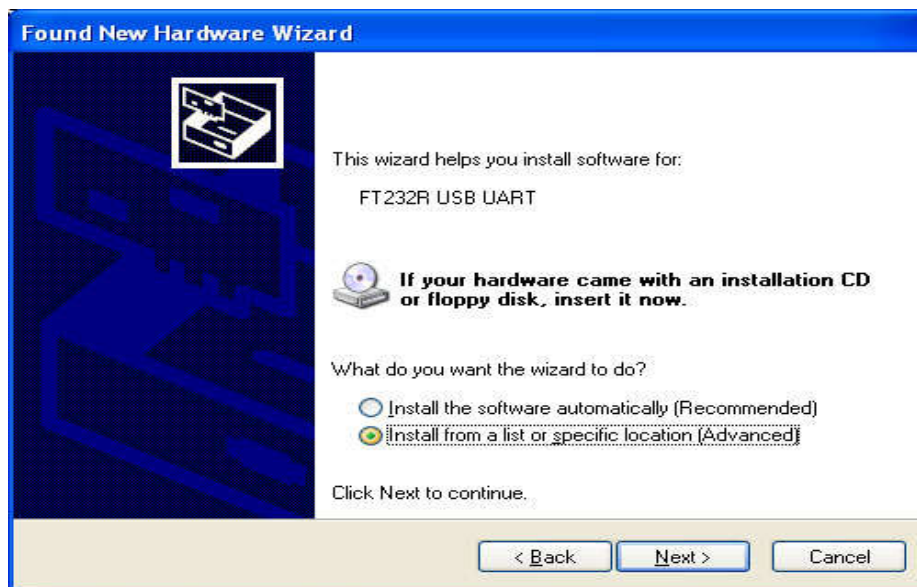 Found New Hardware Wizard
This wizard helps you install software for:
FT232R USB UART
If your hardware came with an installation CD
or floppy disk, insert it now.
What do you want the wizard to do?
Install the software automatically (Recommended)
Install from a list or specific location (Advanced)
Click Next to continue.
< Back Next > Cancel